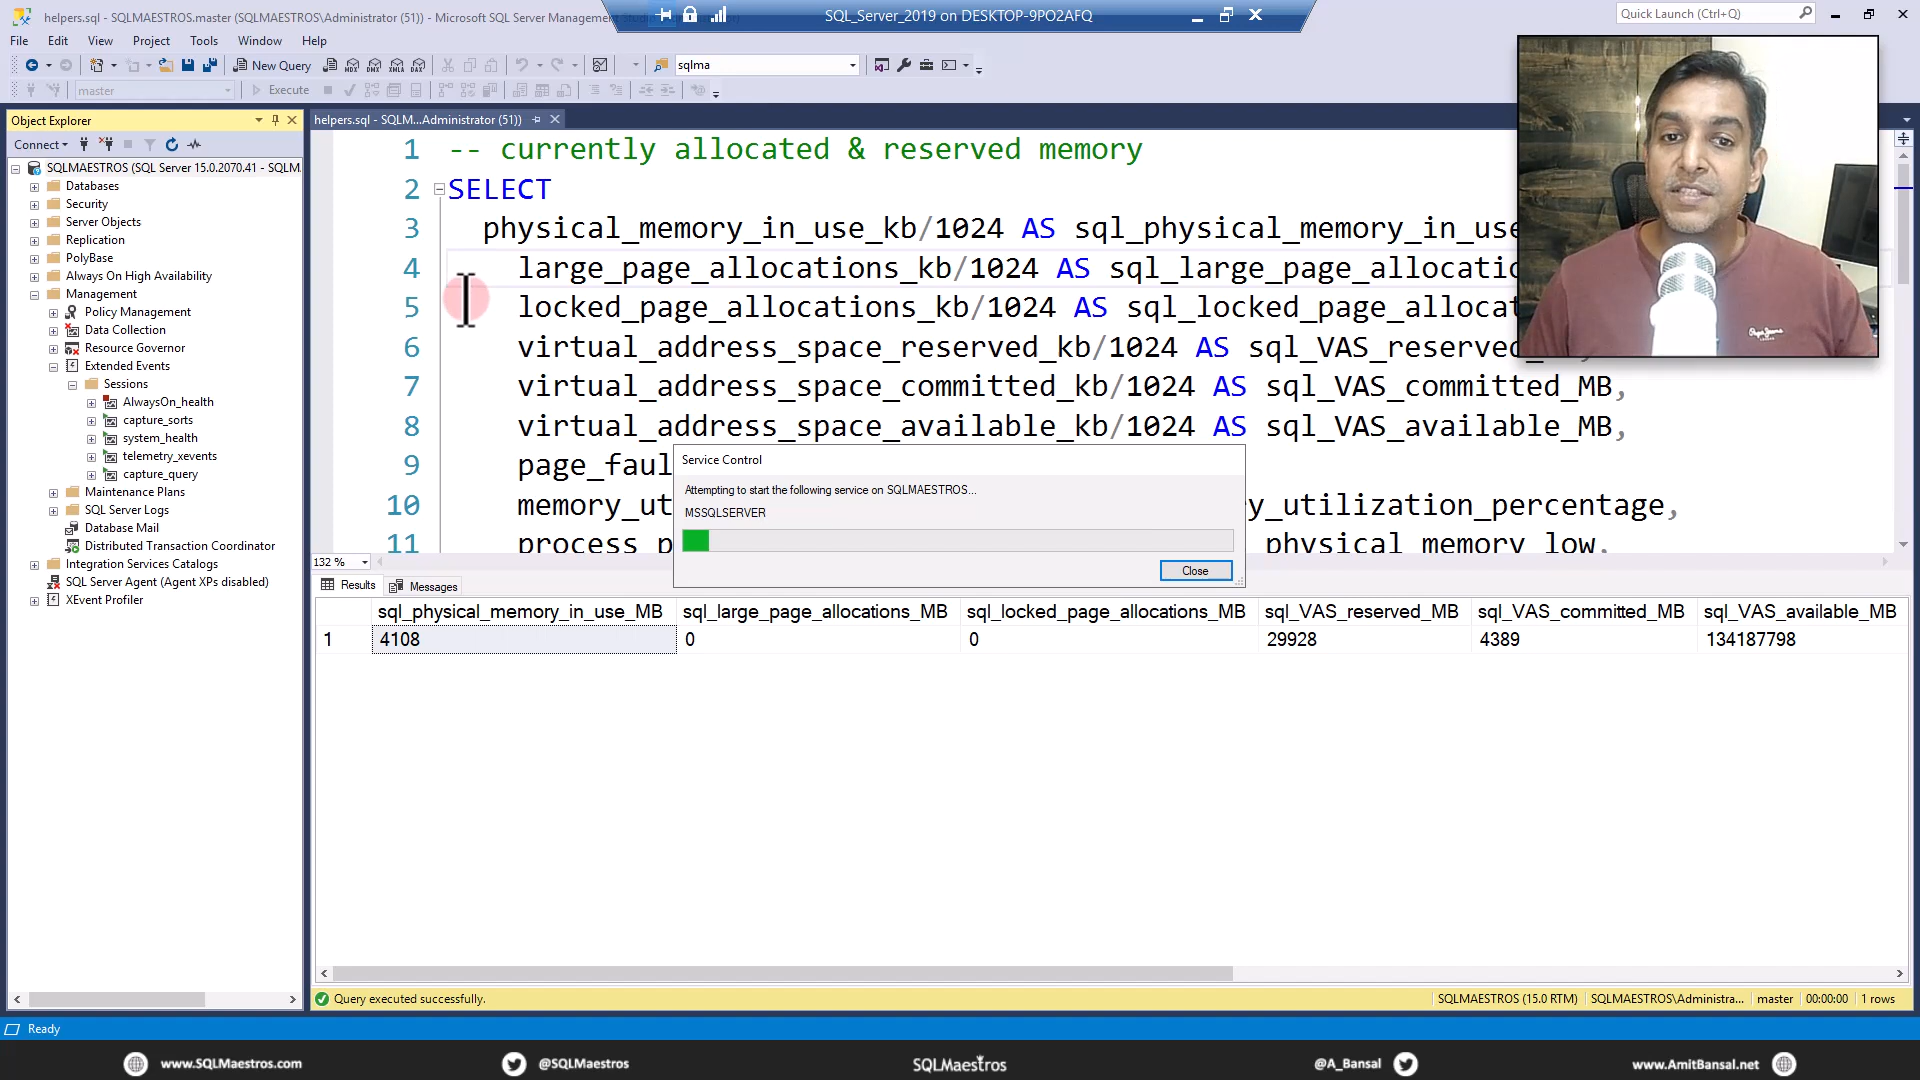 helpers.sql - SQLMAESTROS.master (SQLMAESTROS\Administrator (51)) - Microsoft SQL Server Management
SQL_Server_2019 on DESKTOP-9PO2AFQ
Quick Launch (Ctrl+Q)
File Edit View Project Tools Window Help
New Query
MDX DMX XMLA DAX
sqlma
master
Execute
Object Explorer
helpers.sql - SQLM...Administrator (51))
Connect
SQLMAESTROS (SQL Server 15.0.2070.41 - SQLM
Databases
Security
Server Objects
Replication
PolyBase
Always On High Availability
Management
Policy Management
Data Collection
Resource Governor
Extended Events
Sessions
AlwaysOn_health
capture_sorts
system_health
telemetry_xevents
capture_query
Maintenance Plans
SQL Server Logs
Database Mail
Distributed Transaction Coordinator
Integration Services Catalogs
SQL Server Agent (Agent XPs disabled)
XEvent Profiler
1 -- currently allocated & reserved memory
2 SELECT
3 physical_memory_in_use_kb/1024 AS sql_physical_memory_in_use
4 large_page_allocations_kb/1024 AS sql_large_page_allocatio
5 locked_page_allocations_kb/1024 AS sql_locked_page_allocat
6 virtual_address_space_reserved_kb/1024 AS sql_VAS_reserved
7 virtual_address_space_committed_kb/1024 AS sql_VAS_committed_MB,
8 virtual_address_space_available_kb/1024 AS sql_VAS_available_MB,
9 page_faul
10 memory_ut y_utilization_percentage,
11 process_p physical_memory_low,
Service Control
Attempting to start the following service on SQLMAESTROS...
MSSQLSERVER
Close
132 %
Results Messages
sql_physical_memory_in_use_MB sql_large_page_allocations_MB sql_locked_page_allocations_MB sql_VAS_reserved_MB sql_VAS_committed_MB sql_VAS_available_MB
1 4108 0 0 29928 4389 134187798
Query executed successfully.
SQLMAESTROS (15.0 RTM) SQLMAESTROS\Administra... master 00:00:00 1 rows
Ready
www.SQLMaestros.com @SQLMaestros SQLMaestros @A_Bansal www.AmitBansal.net